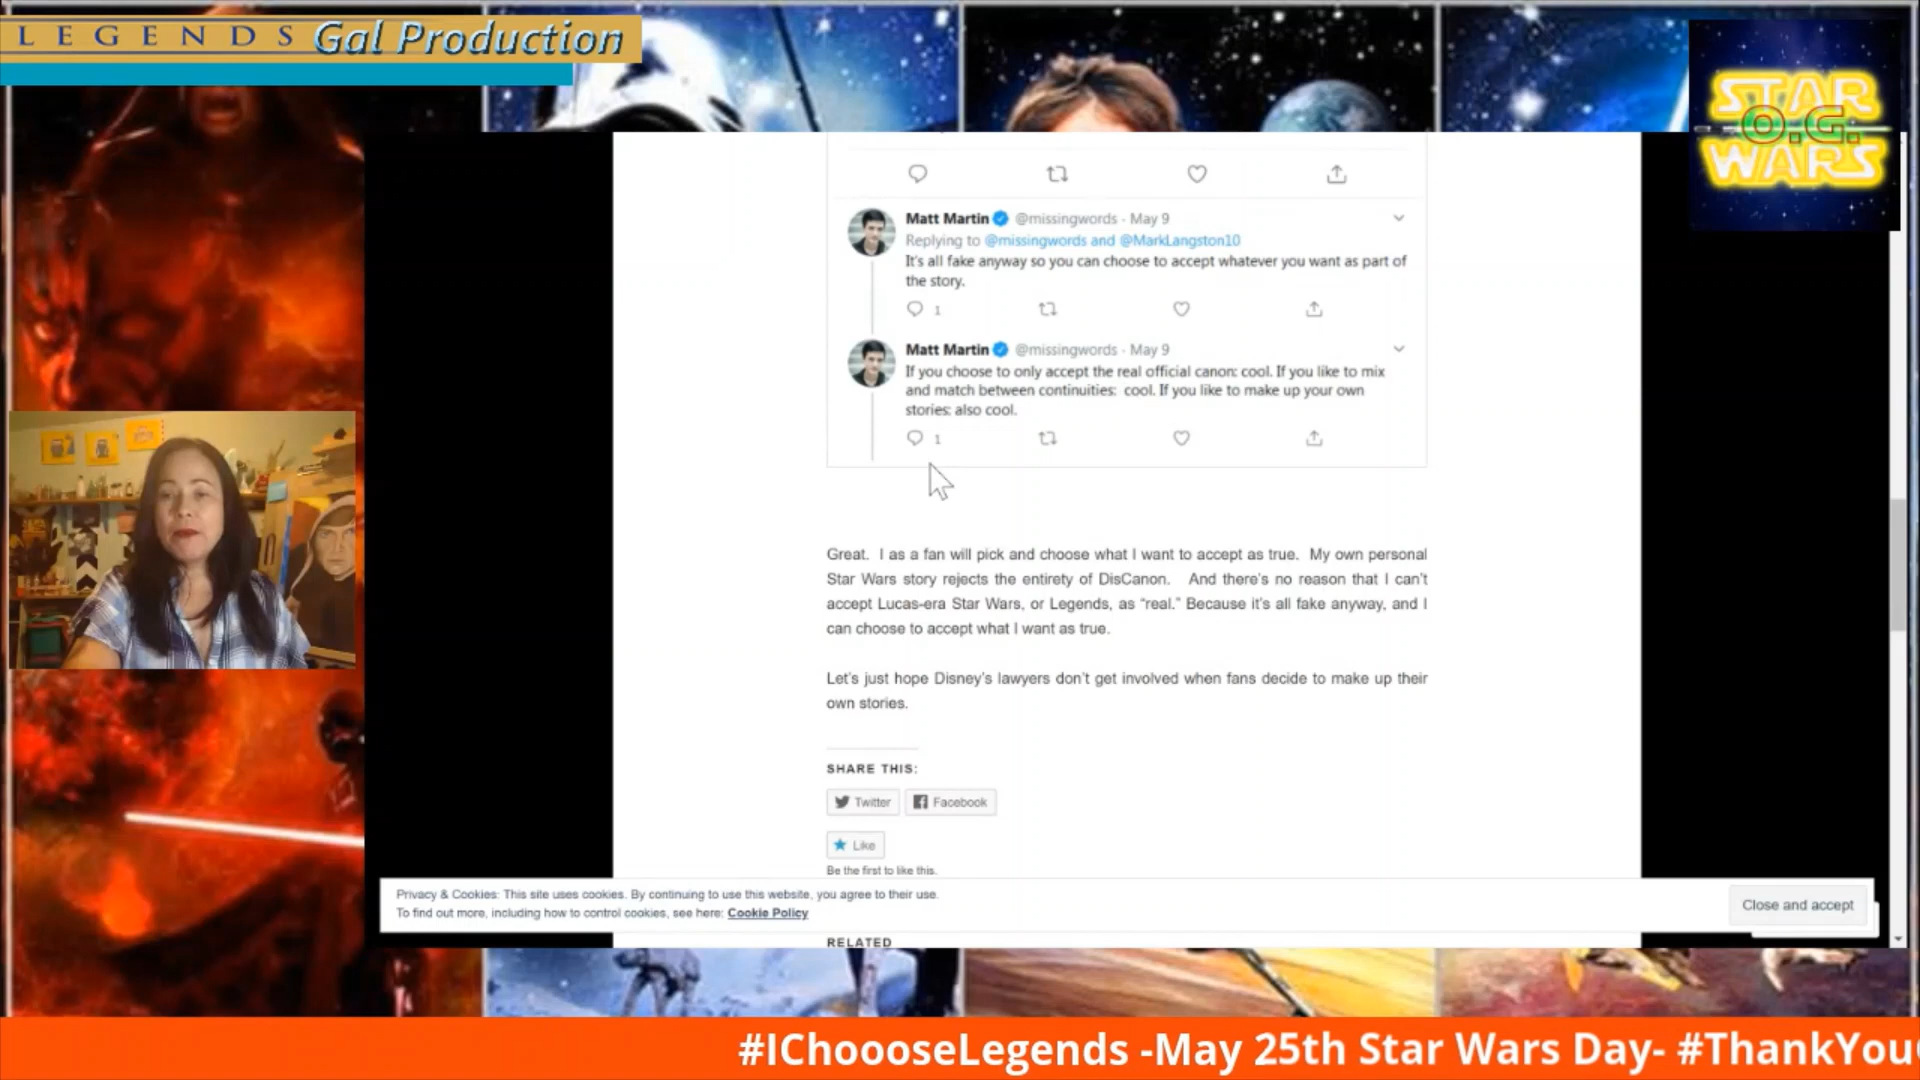 LEGENDS Gal Production
STAR
O.G.
WARS
Matt Martin @missingwords · May 9
Replying to @missingwords and @MarkLangston10
It's all fake anyway so you can choose to accept whatever you want as part of
the story.
1
Matt Martin @missingwords · May 9
If you choose to only accept the real official canon: cool. If you like to mix
and match between continuities: cool. If you like to make up your own
stories: also cool.
1
Great. I as a fan will pick and choose what I want to accept as true. My own personal
Star Wars story rejects the entirety of DisCanon. And there's no reason that I can't
accept Lucas-era Star Wars, or Legends, as “real.” Because it's all fake anyway, and I
can choose to accept what I want as true.
Let's just hope Disney's lawyers don't get involved when fans decide to make up their
own stories.
SHARE THIS:
Twitter Facebook
Like
Be the first to like this.
Privacy & Cookies: This site uses cookies. By continuing to use this website, you agree to their use.
To find out more, including how to control cookies, see here: Cookie Policy
Close and accept
RELATED
#IChoooseLegends -May 25th Star Wars Day- #ThankYou